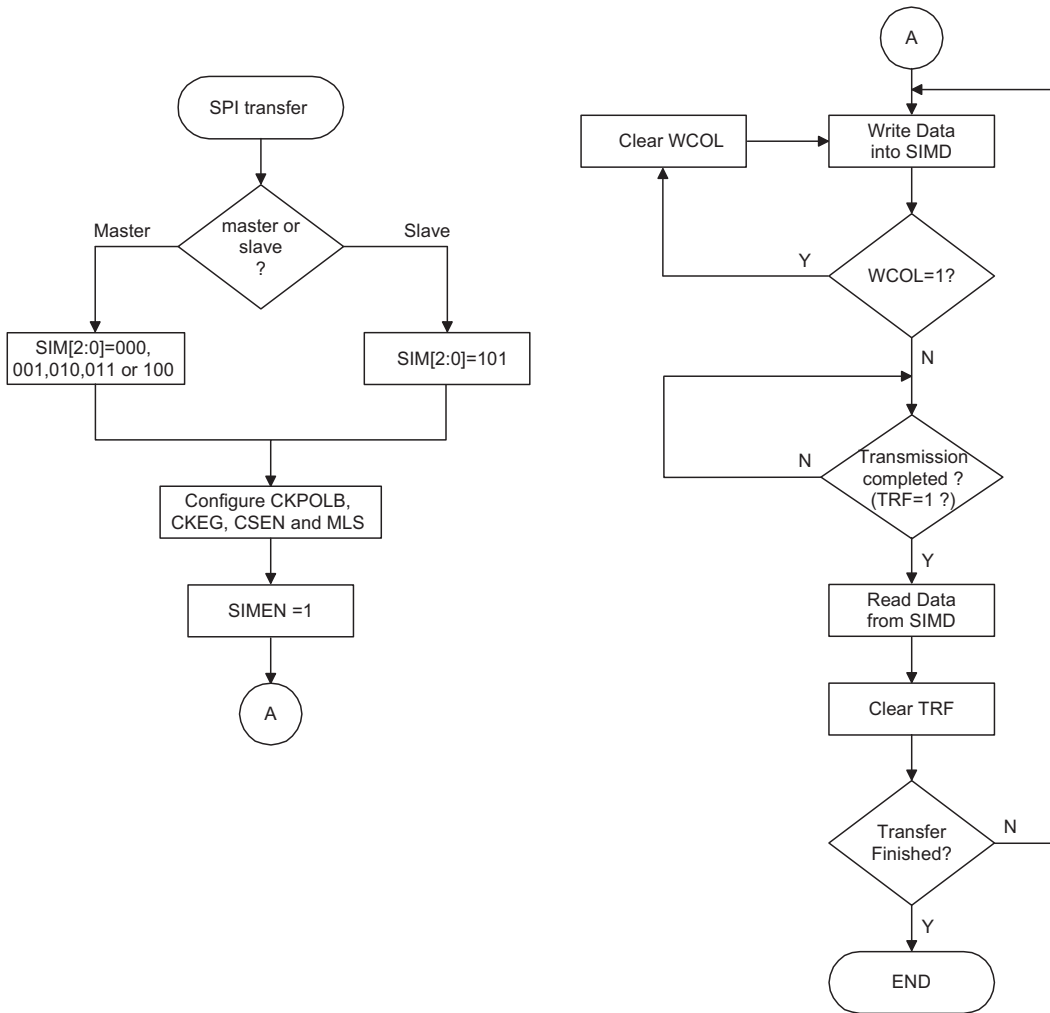 SPI transfer
master or
slave
?
Master
Slave
SIM[2:0]=000,
001,010,011 or 100
SIM[2:0]=101
Configure CKPOLB,
CKEG, CSEN and MLS
SIMEN =1
A
A
Write Data
into SIMD
Clear WCOL
WCOL=1?
Y
N
Transmission
completed ?
(TRF=1 ?)
N
Y
Read Data
from SIMD
Clear TRF
Transfer
Finished?
N
Y
END